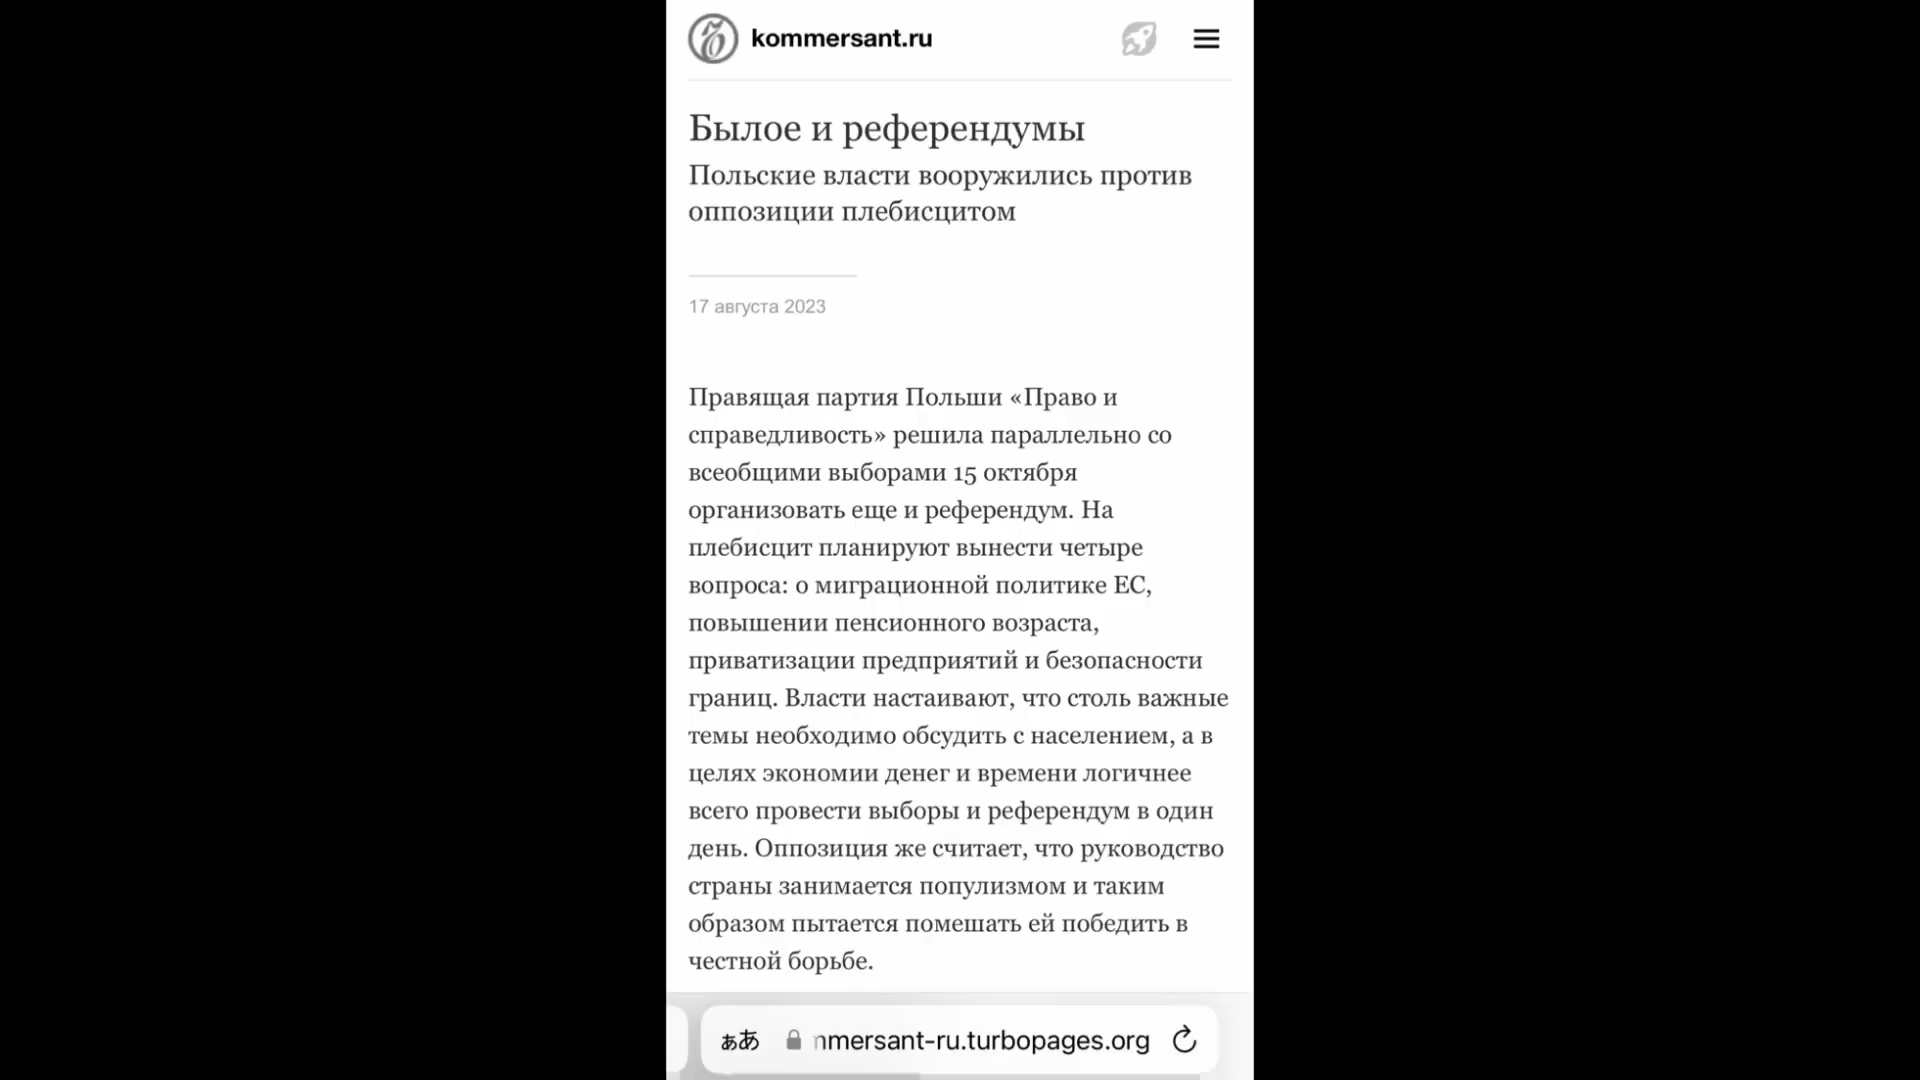 kommersant.ru
Былое и референдумы
Польские власти вооружились против
оппозиции плебисцитом
17 августа 2023
Правящая партия Польши «Право и
справедливость» решила параллельно со
всеобщими выборами 15 октября
организовать еще и референдум. На
плебисцит планируют вынести четыре
вопроса: о миграционной политике ЕС,
повышении пенсионного возраста,
приватизации предприятий и безопасности
границ. Власти настаивают, что столь важные
темы необходимо обсудить с населением, а в
целях экономии денег и времени логичнее
всего провести выборы и референдум в один
день. Оппозиция же считает, что руководство
страны занимается популизмом и таким
образом пытается помешать ей победить в
честной борьбе.
ぁあ mmersant-ru.turbopages.org